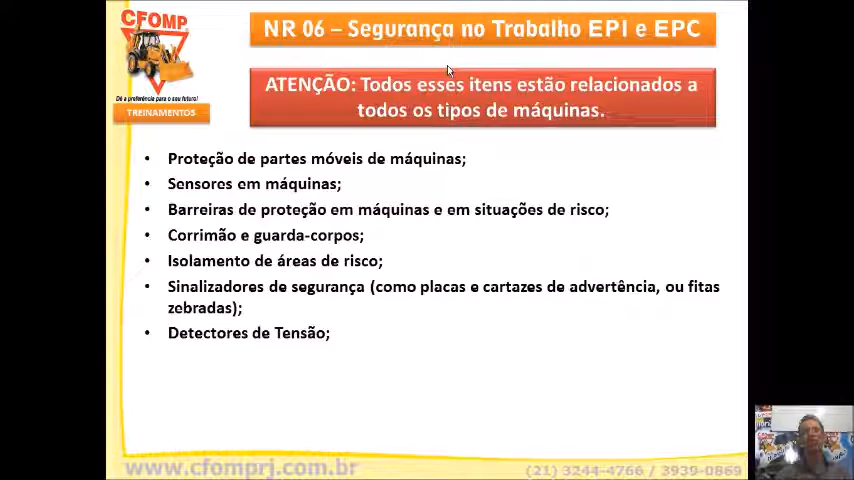 CFOMP
Dê a preferência para o seu futuro!
TREINAMENTOS
NR 06 – Segurança no Trabalho EPI e EPC
ATENÇÃO: Todos esses itens estão relacionados a
todos os tipos de máquinas.
• Proteção de partes móveis de máquinas;
• Sensores em máquinas;
• Barreiras de proteção em máquinas e em situações de risco;
• Corrimão e guarda-corpos;
• Isolamento de áreas de risco;
• Sinalizadores de segurança (como placas e cartazes de advertência, ou fitas
zebradas);
• Detectores de Tensão;
www.cfomprj.com.br
(21) 3244-4766 / 3939-0869